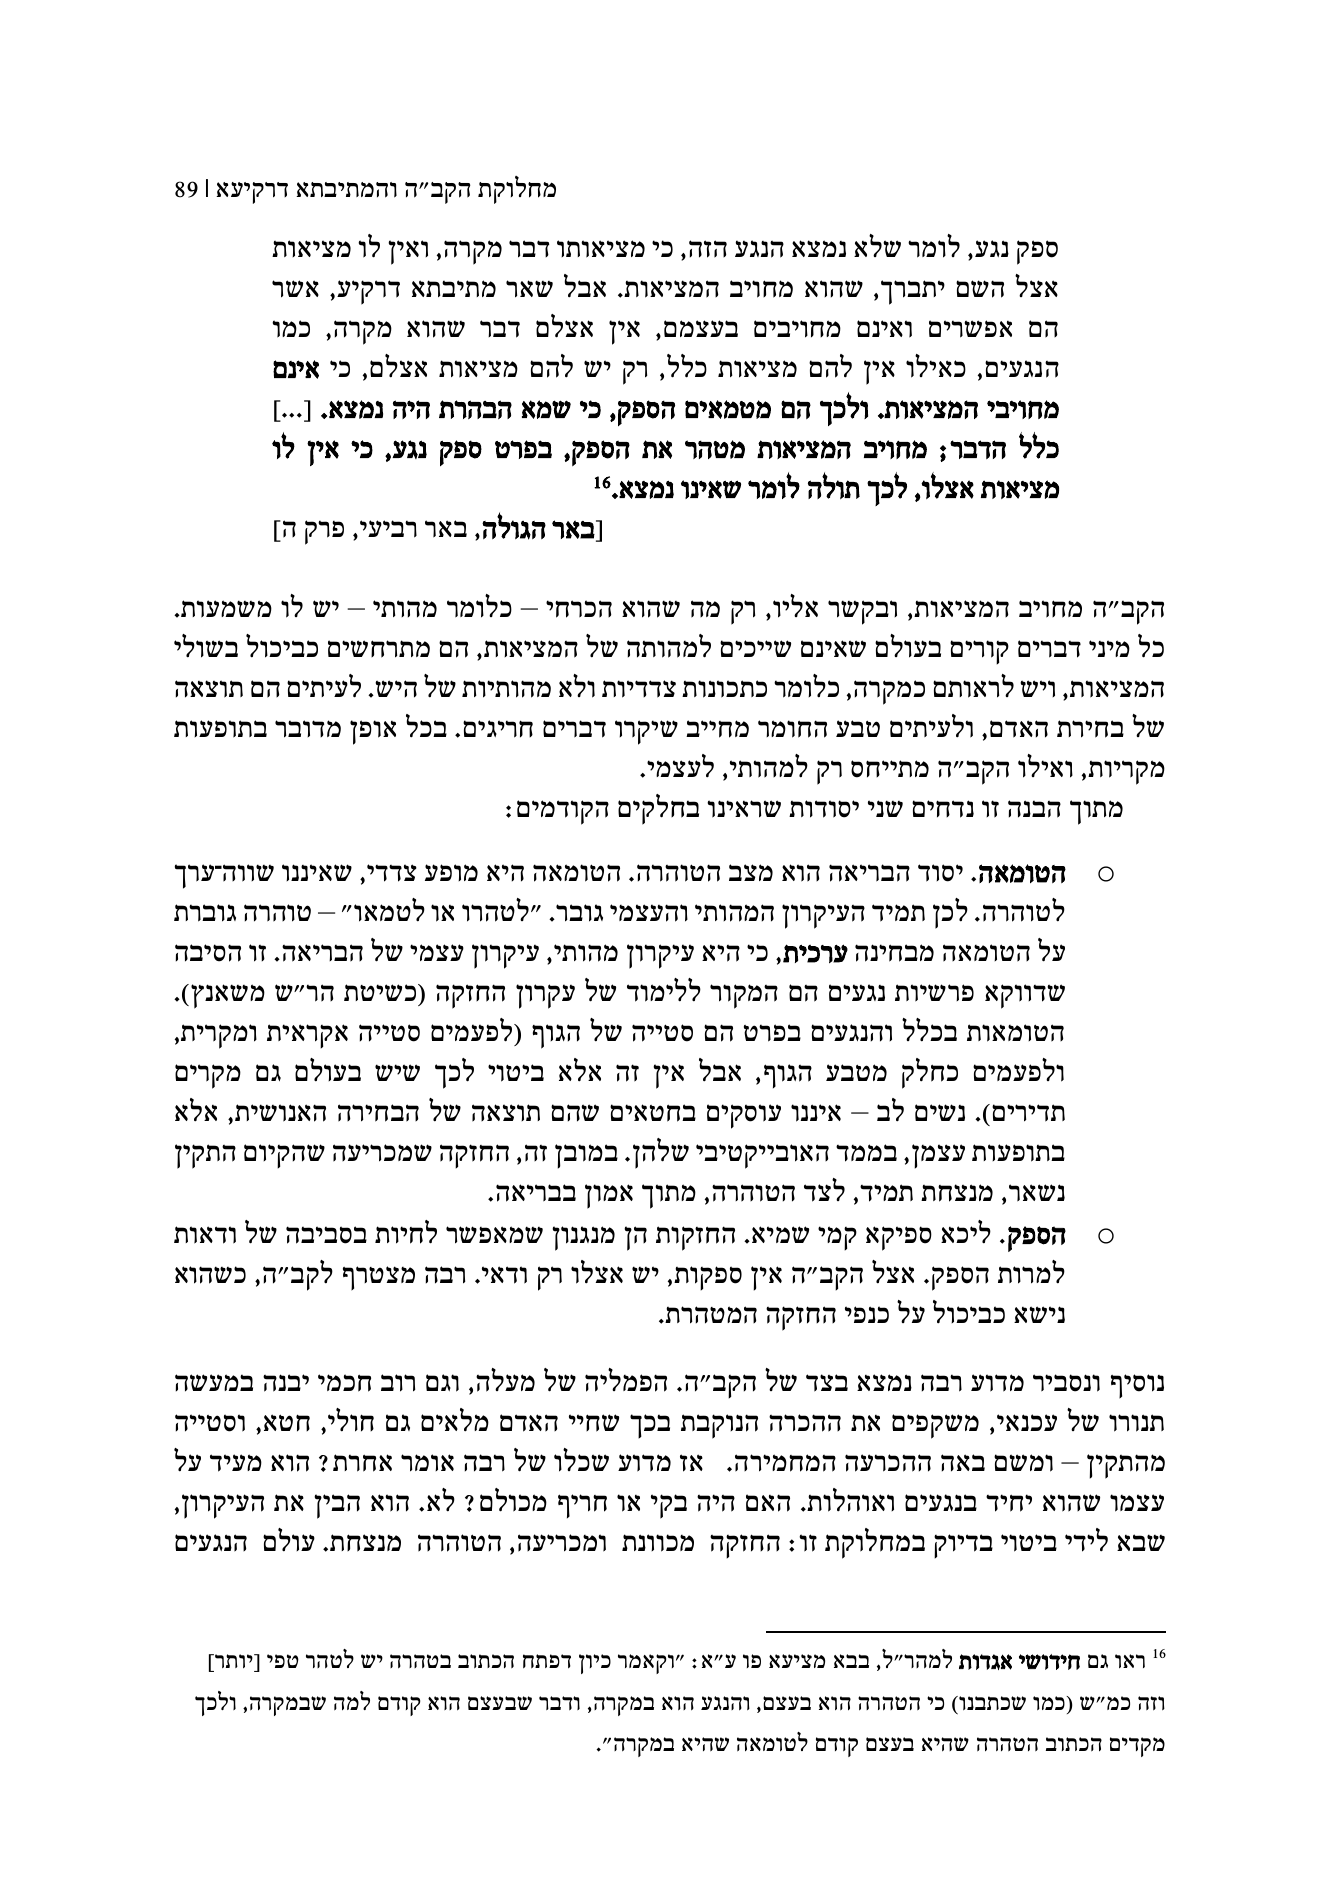 מחלוקת הקב״ה והמתיבתא דרקיעא | 89
ספק נגע, לומר שלא נמצא הנגע הזה, כי מציאותו דבר מקרה, ואין לו מציאות
אצל השם יתברך, שהוא מחויב המציאות. אבל שאר מתיבתא דרקיע, אשר
הם אפשרים ואינם מחויבים בעצמם, אין אצלם דבר שהוא מקרה, כמו
הנגעים, כאילו אין להם מציאות כלל, רק יש להם מציאות אצלם, כי אינם
מחויבי המציאות. ולכך הם מטמאים הספק, כי שמא הבהרת היה נמצא. [...]
כלל הדבר; מחויב המציאות מטהר את הספק, בפרט ספק נגע, כי אין לו
מציאות אצלו, לכך תולה לומר שאינו נמצא.16
[באר הגולה, באר רביעי, פרק ה]
הקב״ה מחויב המציאות, ובקשר אליו, רק מה שהוא הכרחי – כלומר מהותי – יש לו משמעות.
כל מיני דברים קורים בעולם שאינם שייכים למהותה של המציאות, הם מתרחשים כביכול בשולי
המציאות, ויש לראותם כמקרה, כלומר כתכונות צדדיות ולא מהותיות של היש. לעיתים הם תוצאה
של בחירת האדם, ולעיתים טבע החומר מחייב שיקרו דברים חריגים. בכל אופן מדובר בתופעות
מקריות, ואילו הקב״ה מתייחס רק למהותי, לעצמי.
מתוך הבנה זו נדחים שני יסודות שראינו בחלקים הקודמים:
○ הטומאה. יסוד הבריאה הוא מצב הטוהרה. הטומאה היא מופע צדדי, שאיננו שווה־ערך
לטוהרה. לכן תמיד העיקרון המהותי והעצמי גובר. ״לטהרו או לטמאו״ – טוהרה גוברת
על הטומאה מבחינה ערכית, כי היא עיקרון מהותי, עיקרון עצמי של הבריאה. זו הסיבה
שדווקא פרשיות נגעים הם המקור ללימוד של עקרון החזקה (כשיטת הר״ש משאנץ).
הטומאות בכלל והנגעים בפרט הם סטייה של הגוף (לפעמים סטייה אקראית ומקרית,
ולפעמים כחלק מטבע הגוף, אבל אין זה אלא ביטוי לכך שיש בעולם גם מקרים
תדירים). נשים לב – איננו עוסקים בחטאים שהם תוצאה של הבחירה האנושית, אלא
בתופעות עצמן, בממד האובייקטיבי שלהן. במובן זה, החזקה שמכריעה שהקיום התקין
נשאר, מנצחת תמיד, לצד הטוהרה, מתוך אמון בבריאה.
○ הספק. ליכא ספיקא קמי שמיא. החזקות הן מנגנון שמאפשר לחיות בסביבה של ודאות
למרות הספק. אצל הקב״ה אין ספקות, יש אצלו רק ודאי. רבה מצטרף לקב״ה, כשהוא
נישא כביכול על כנפי החזקה המטהרת.
נוסיף ונסביר מדוע רבה נמצא בצד של הקב״ה. הפמליה של מעלה, וגם רוב חכמי יבנה במעשה
תנורו של עכנאי, משקפים את ההכרה הנוקבת בכך שחיי האדם מלאים גם חולי, חטא, וסטייה
מהתקין – ומשם באה ההכרעה המחמירה. אז מדוע שכלו של רבה אומר אחרת? הוא מעיד על
עצמו שהוא יחיד בנגעים ואוהלות. האם היה בקי או חריף מכולם? לא. הוא הבין את העיקרון,
שבא לידי ביטוי בדיוק במחלוקת זו: החזקה מכוונת ומכריעה, הטוהרה מנצחת. עולם הנגעים
16 ראו גם חידושי אגדות למהר״ל, בבא מציעא פו ע״א: ״וקאמר כיון דפתח הכתוב בטהרה יש לטהר טפי [יותר]
וזה כמ״ש (כמו שכתבנו) כי הטהרה הוא בעצם, והנגע הוא במקרה, ודבר שבעצם הוא קודם למה שבמקרה, ולכך
מקדים הכתוב הטהרה שהיא בעצם קודם לטומאה שהיא במקרה״.